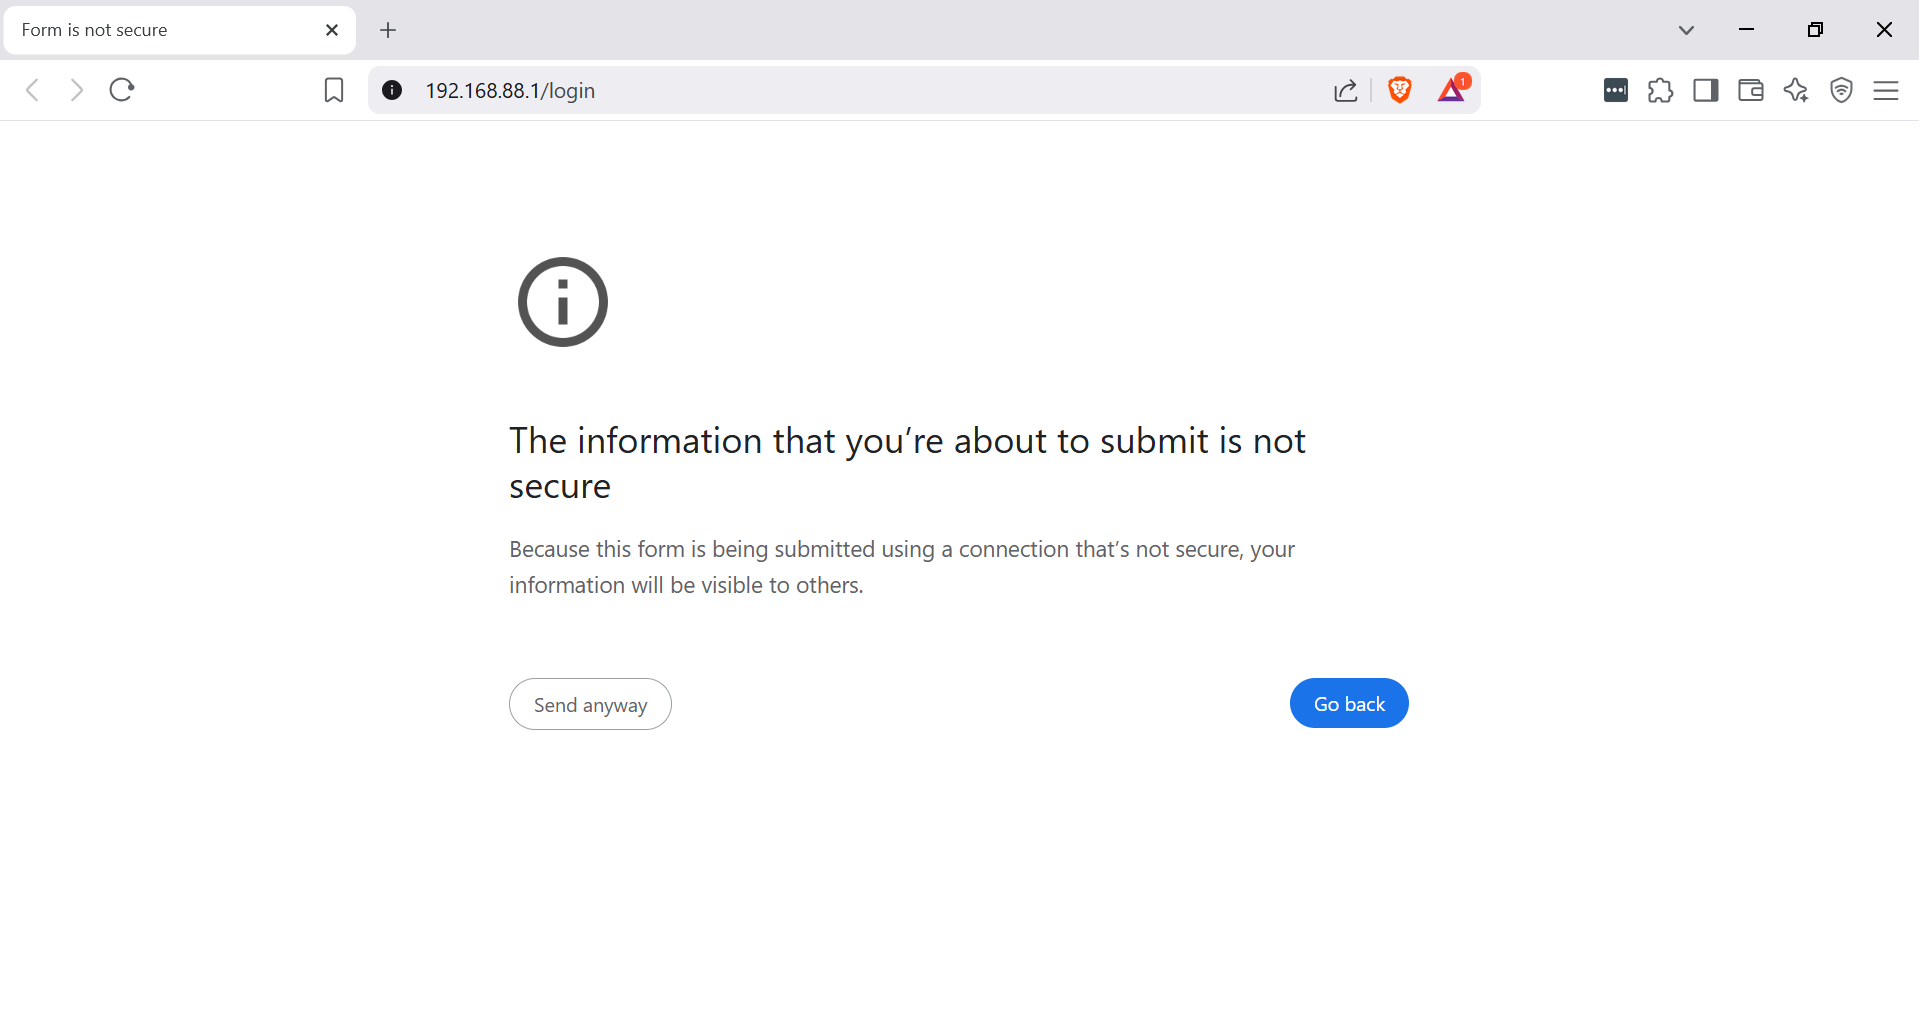 Form is not secure
192.168.88.1/login
1
The information that you’re about to submit is not
secure
Because this form is being submitted using a connection that’s not secure, your
information will be visible to others.
Send anyway
Go back